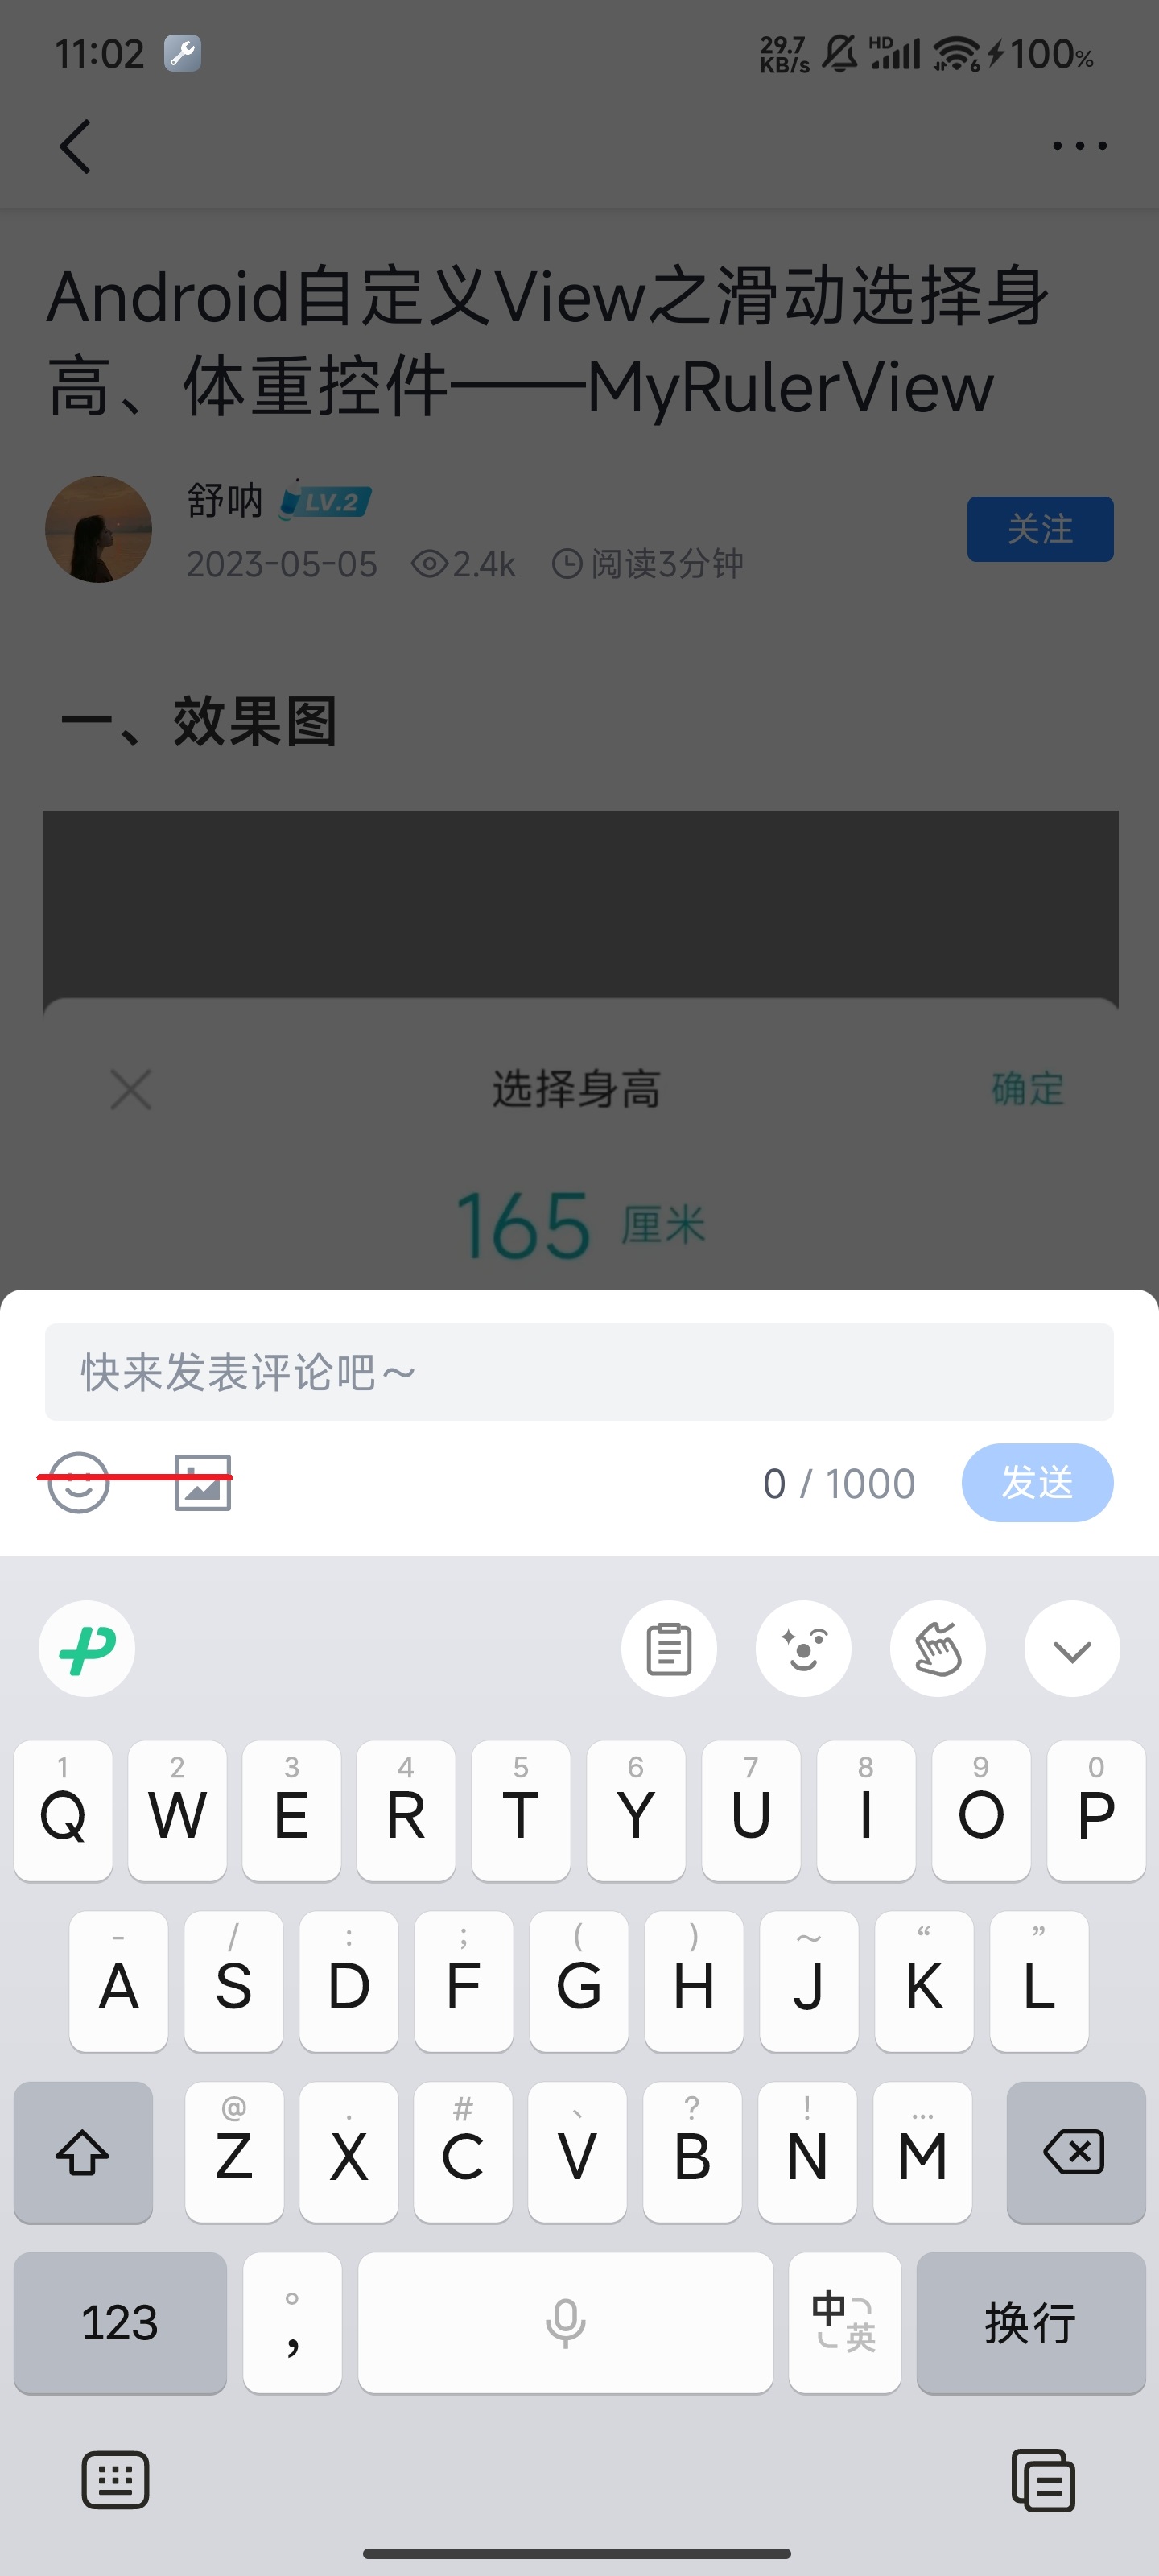 11:02
29.7
KB/s
HD
6
100%
Android自定义View之滑动选择身
高、体重控件——MyRulerView
舒呐 LV.2
关注
2023-05-05 2.4k 阅读3分钟
一、效果图
选择身高 确定
165 厘米
快来发表评论吧～
0 / 1000 发送
1 2 3 4 5 6 7 8 9 0
Q W E R T Y U I O P
- / : ; ( ) ～ “ ”
A S D F G H J K L
@ . # 、 ? ! …
Z X C V B N M
123 。 ， 中 英 换行